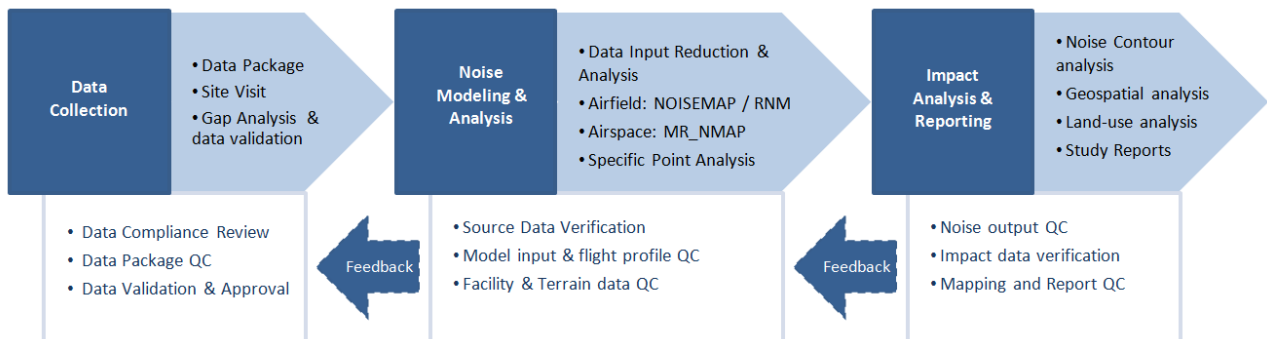 Data
Collection
• Data Package
• Site Visit
• Gap Analysis &
data validation
• Data Compliance Review
• Data Package QC
• Data Validation & Approval
Feedback
Noise
Modeling &
Analysis
• Data Input Reduction &
Analysis
• Airfield: NOISEMAP / RNM
• Airspace: MR_NMAP
• Specific Point Analysis
• Source Data Verification
• Model input & flight profile QC
• Facility & Terrain data QC
Feedback
Impact
Analysis &
Reporting
• Noise Contour
analysis
• Geospatial analysis
• Land-use analysis
• Study Reports
• Noise output QC
• Impact data verification
• Mapping and Report QC